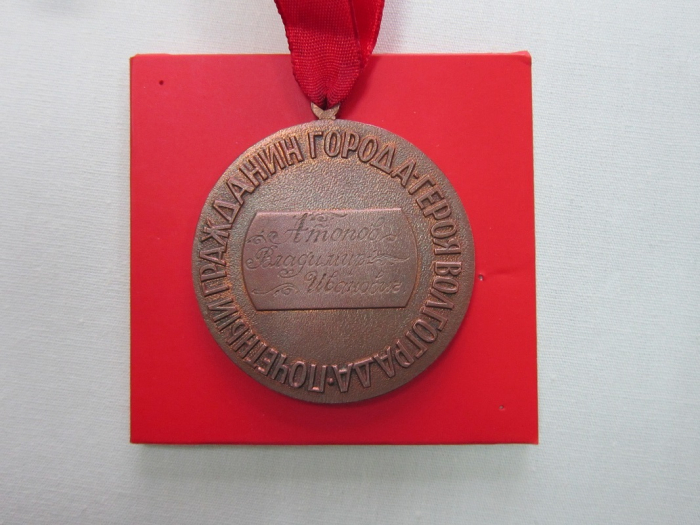 ПОЧЕТНЫЙ ГРАЖДАНИН ГОРОДА-ГЕРОЯ ВОЛГОГРАДА·
Атопов
Владимир
Иванович